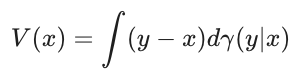 V(x) = ∫(y − x)dγ(y|x)